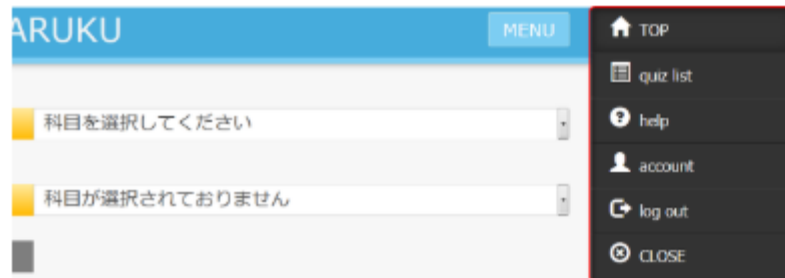 ARUKU
MENU
科目を選択してください
科目が選択されておりません
TOP
quiz list
help
account
log out
CLOSE